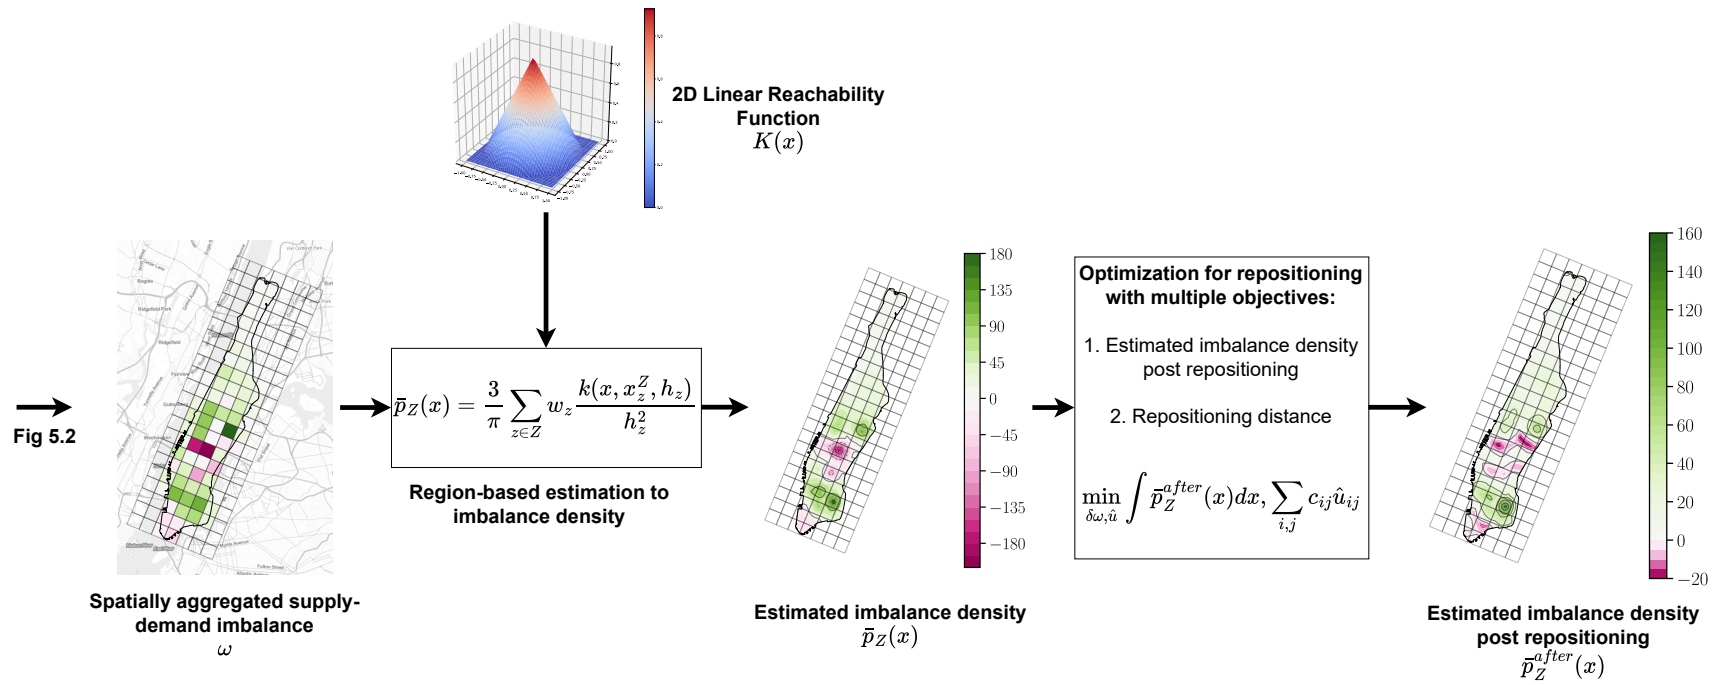 2D Linear Reachability
Function
K(x)
Fig 5.2
Spatially aggregated supply-
demand imbalance
ω
p̄_Z(x) = 3/π ∑_{z∈Z} w_z k(x, x_z^Z, h_z)/h_z^2
Region-based estimation to
imbalance density
180
135
90
45
0
−45
−90
−135
−180
Estimated imbalance density
p̄_Z(x)
Optimization for repositioning
with multiple objectives:
1. Estimated imbalance density
post repositioning
2. Repositioning distance
min_{δω,û} ∫ p̄_Z^{after}(x)dx, ∑_{i,j} c_{ij}û_{ij}
160
140
120
100
80
60
40
20
0
−20
Estimated imbalance density
post repositioning
p̄_Z^{after}(x)